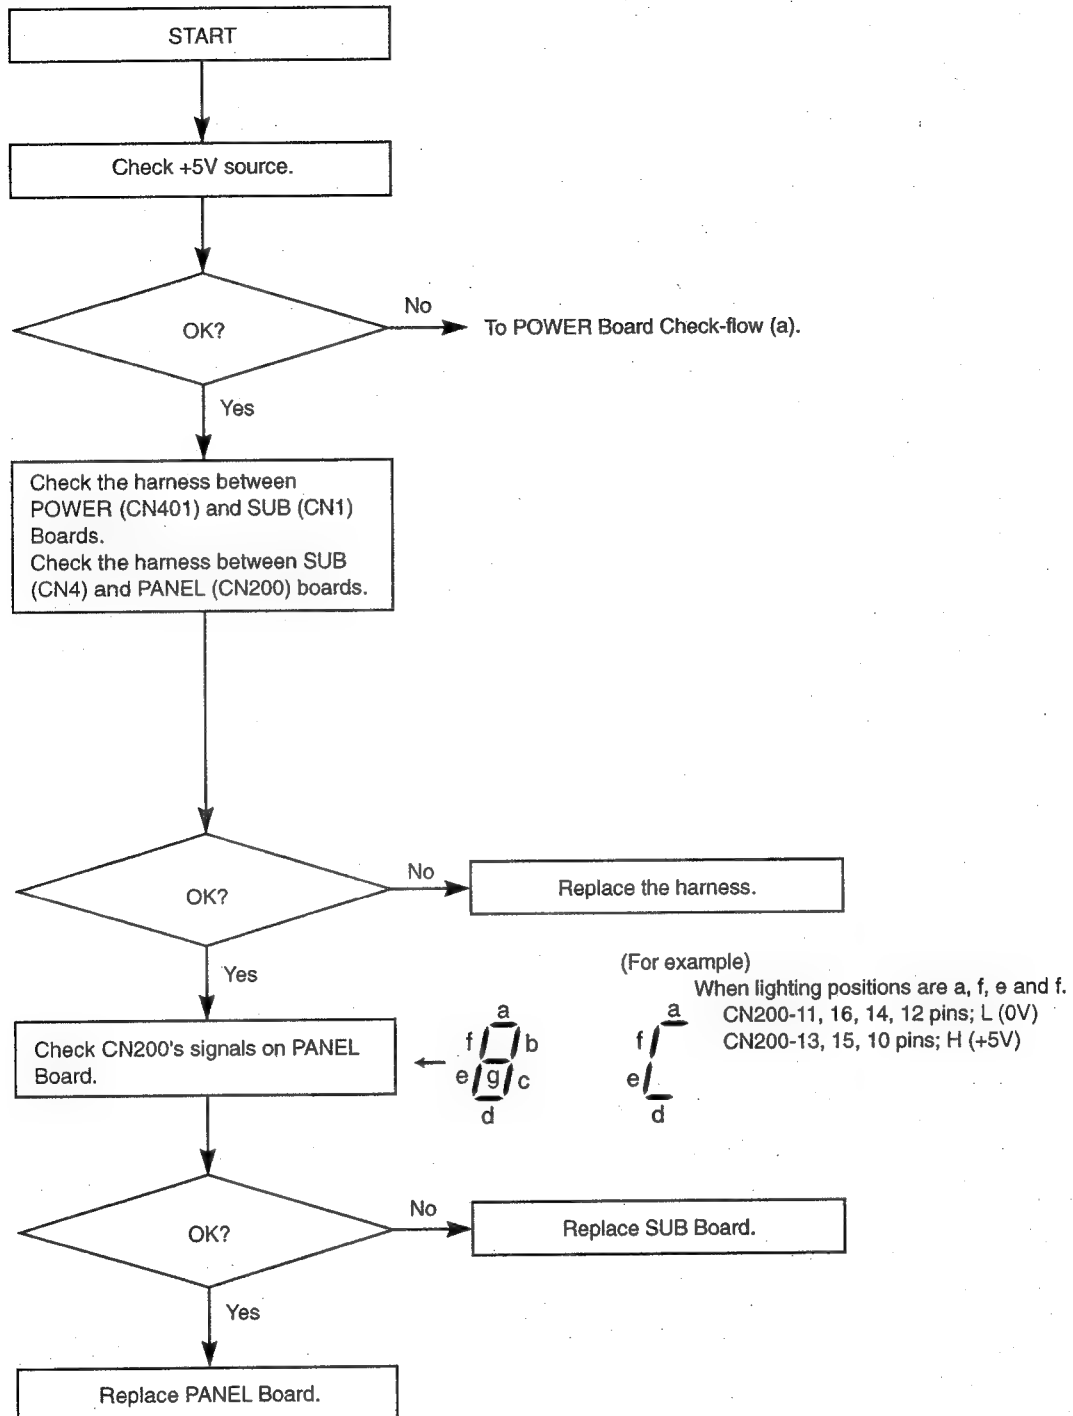 START
Check +5V source.
OK?
No
To POWER Board Check-flow (a).
Yes
Check the harness between
POWER (CN401) and SUB (CN1)
Boards.
Check the harness between SUB
(CN4) and PANEL (CN200) boards.
OK?
No
Replace the harness.
Yes
(For example)
When lighting positions are a, f, e and f.
CN200-11, 16, 14, 12 pins; L (0V)
CN200-13, 15, 10 pins; H (+5V)
Check CN200's signals on PANEL
Board.
a
f b
e g c
d
a
f
e
d
OK?
No
Replace SUB Board.
Yes
Replace PANEL Board.